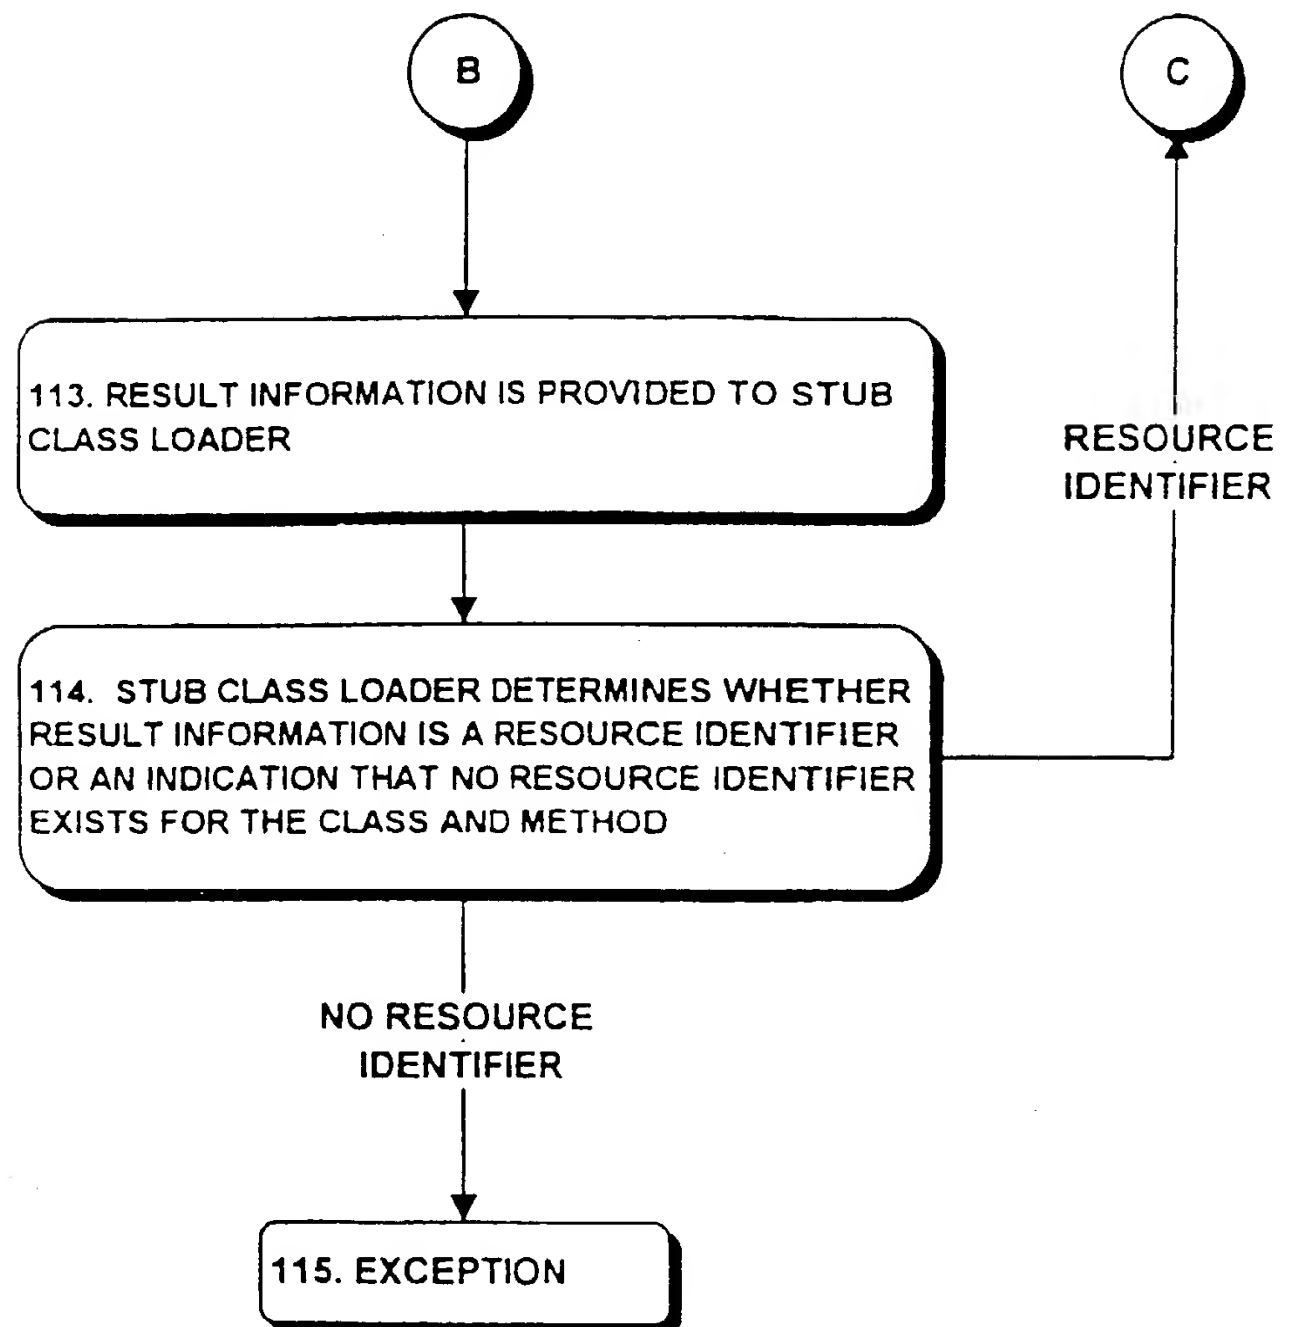 B
C
113. RESULT INFORMATION IS PROVIDED TO STUB
CLASS LOADER
RESOURCE
IDENTIFIER
114. STUB CLASS LOADER DETERMINES WHETHER
RESULT INFORMATION IS A RESOURCE IDENTIFIER
OR AN INDICATION THAT NO RESOURCE IDENTIFIER
EXISTS FOR THE CLASS AND METHOD
NO RESOURCE
IDENTIFIER
115. EXCEPTION